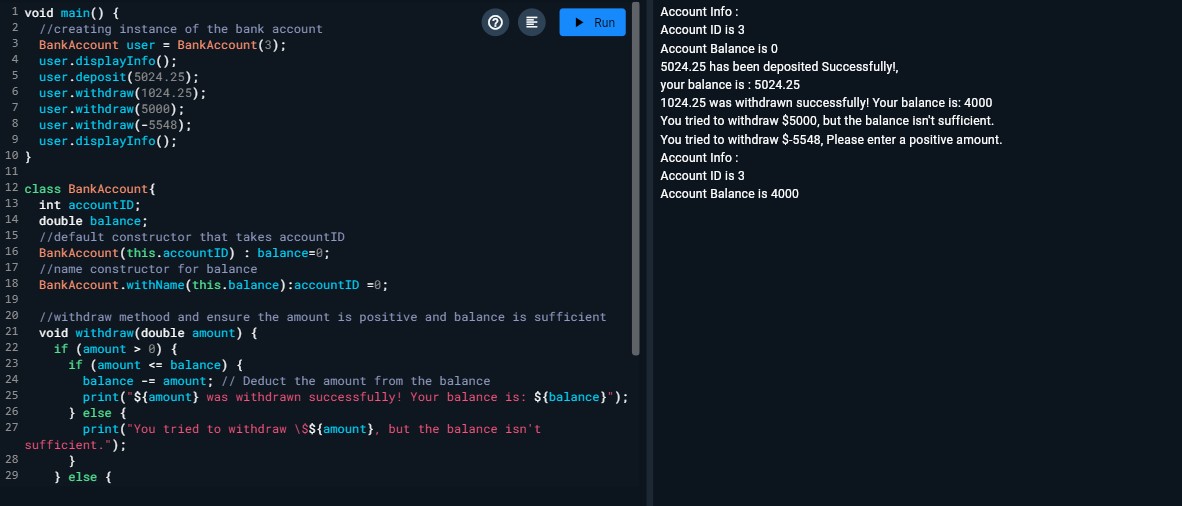 1 void main() {
2   //creating instance of the bank account
3   BankAccount user = BankAccount(3);
4   user.displayInfo();
5   user.deposit(5024.25);
6   user.withdraw(1024.25);
7   user.withdraw(5000);
8   user.withdraw(-5548);
9   user.displayInfo();
10 }
11
12 class BankAccount{
13   int accountID;
14   double balance;
15   //default constructor that takes accountID
16   BankAccount(this.accountID) : balance=0;
17   //name constructor for balance
18   BankAccount.withName(this.balance):accountID =0;
19
20   //withdraw methood and ensure the amount is positive and balance is sufficient
21   void withdraw(double amount) {
22     if (amount > 0) {
23       if (amount <= balance) {
24         balance -= amount; // Deduct the amount from the balance
25         print("${amount} was withdrawn successfully! Your balance is: ${balance}");
26       } else {
27         print("You tried to withdraw \$${amount}, but the balance isn't
sufficient.");
28       }
29     } else {
? Run
Account Info :
Account ID is 3
Account Balance is 0
5024.25 has been deposited Successfully!,
your balance is : 5024.25
1024.25 was withdrawn successfully! Your balance is: 4000
You tried to withdraw $5000, but the balance isn't sufficient.
You tried to withdraw $-5548, Please enter a positive amount.
Account Info :
Account ID is 3
Account Balance is 4000